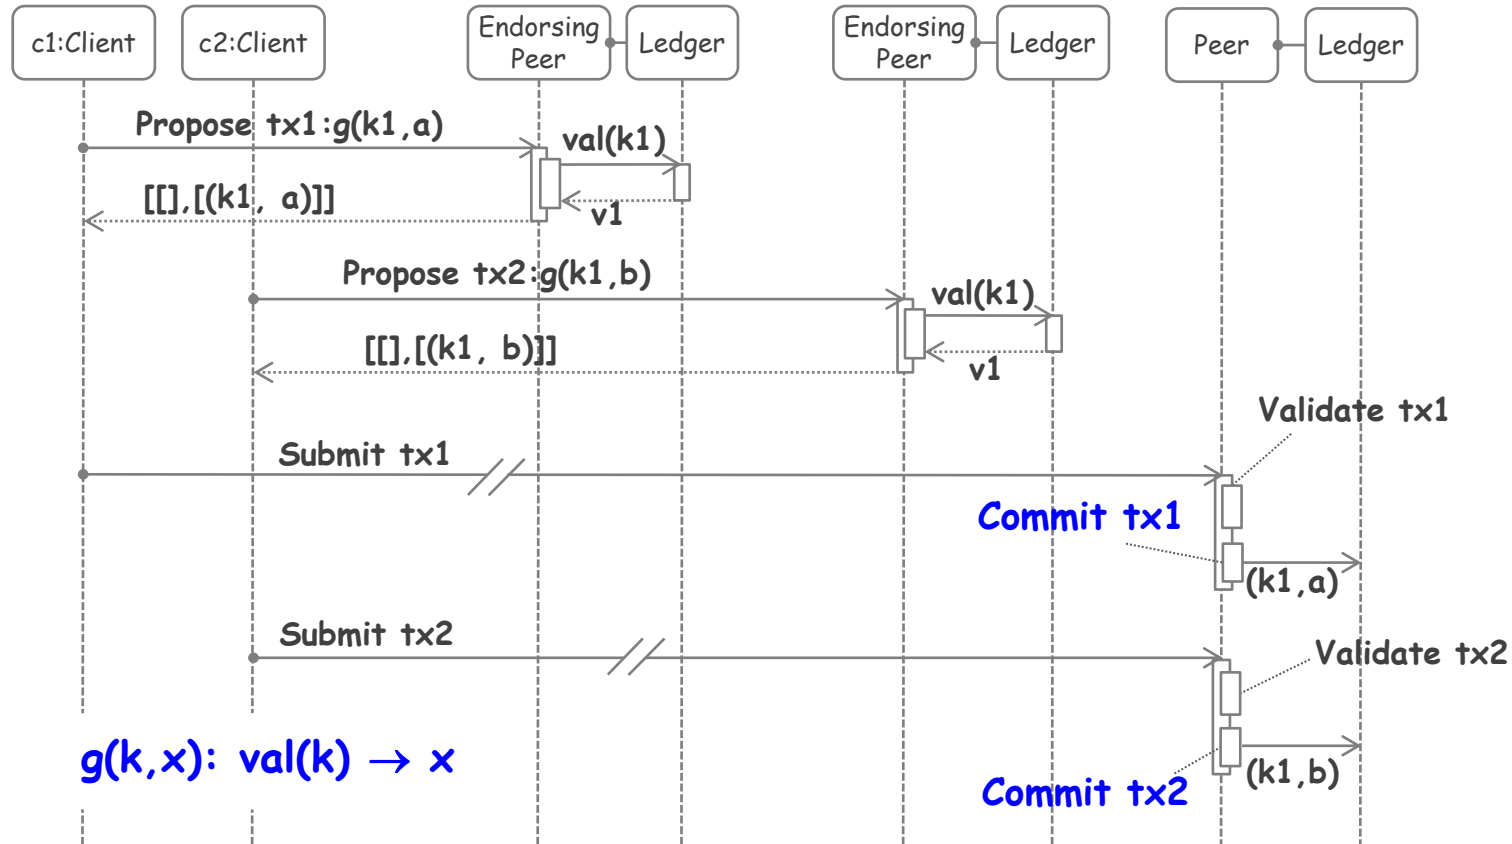 c1:Client
c2:Client
Endorsing
Peer
Ledger
Endorsing
Peer
Ledger
Peer
Ledger
Propose tx1:g(k1,a)
val(k1)
[[],[(k1, a)]]
v1
Propose tx2:g(k1,b)
val(k1)
[[],[(k1, b)]]
v1
Validate tx1
Submit tx1
Commit tx1
(k1,a)
Submit tx2
Validate tx2
g(k,x): val(k) → x
(k1,b)
Commit tx2